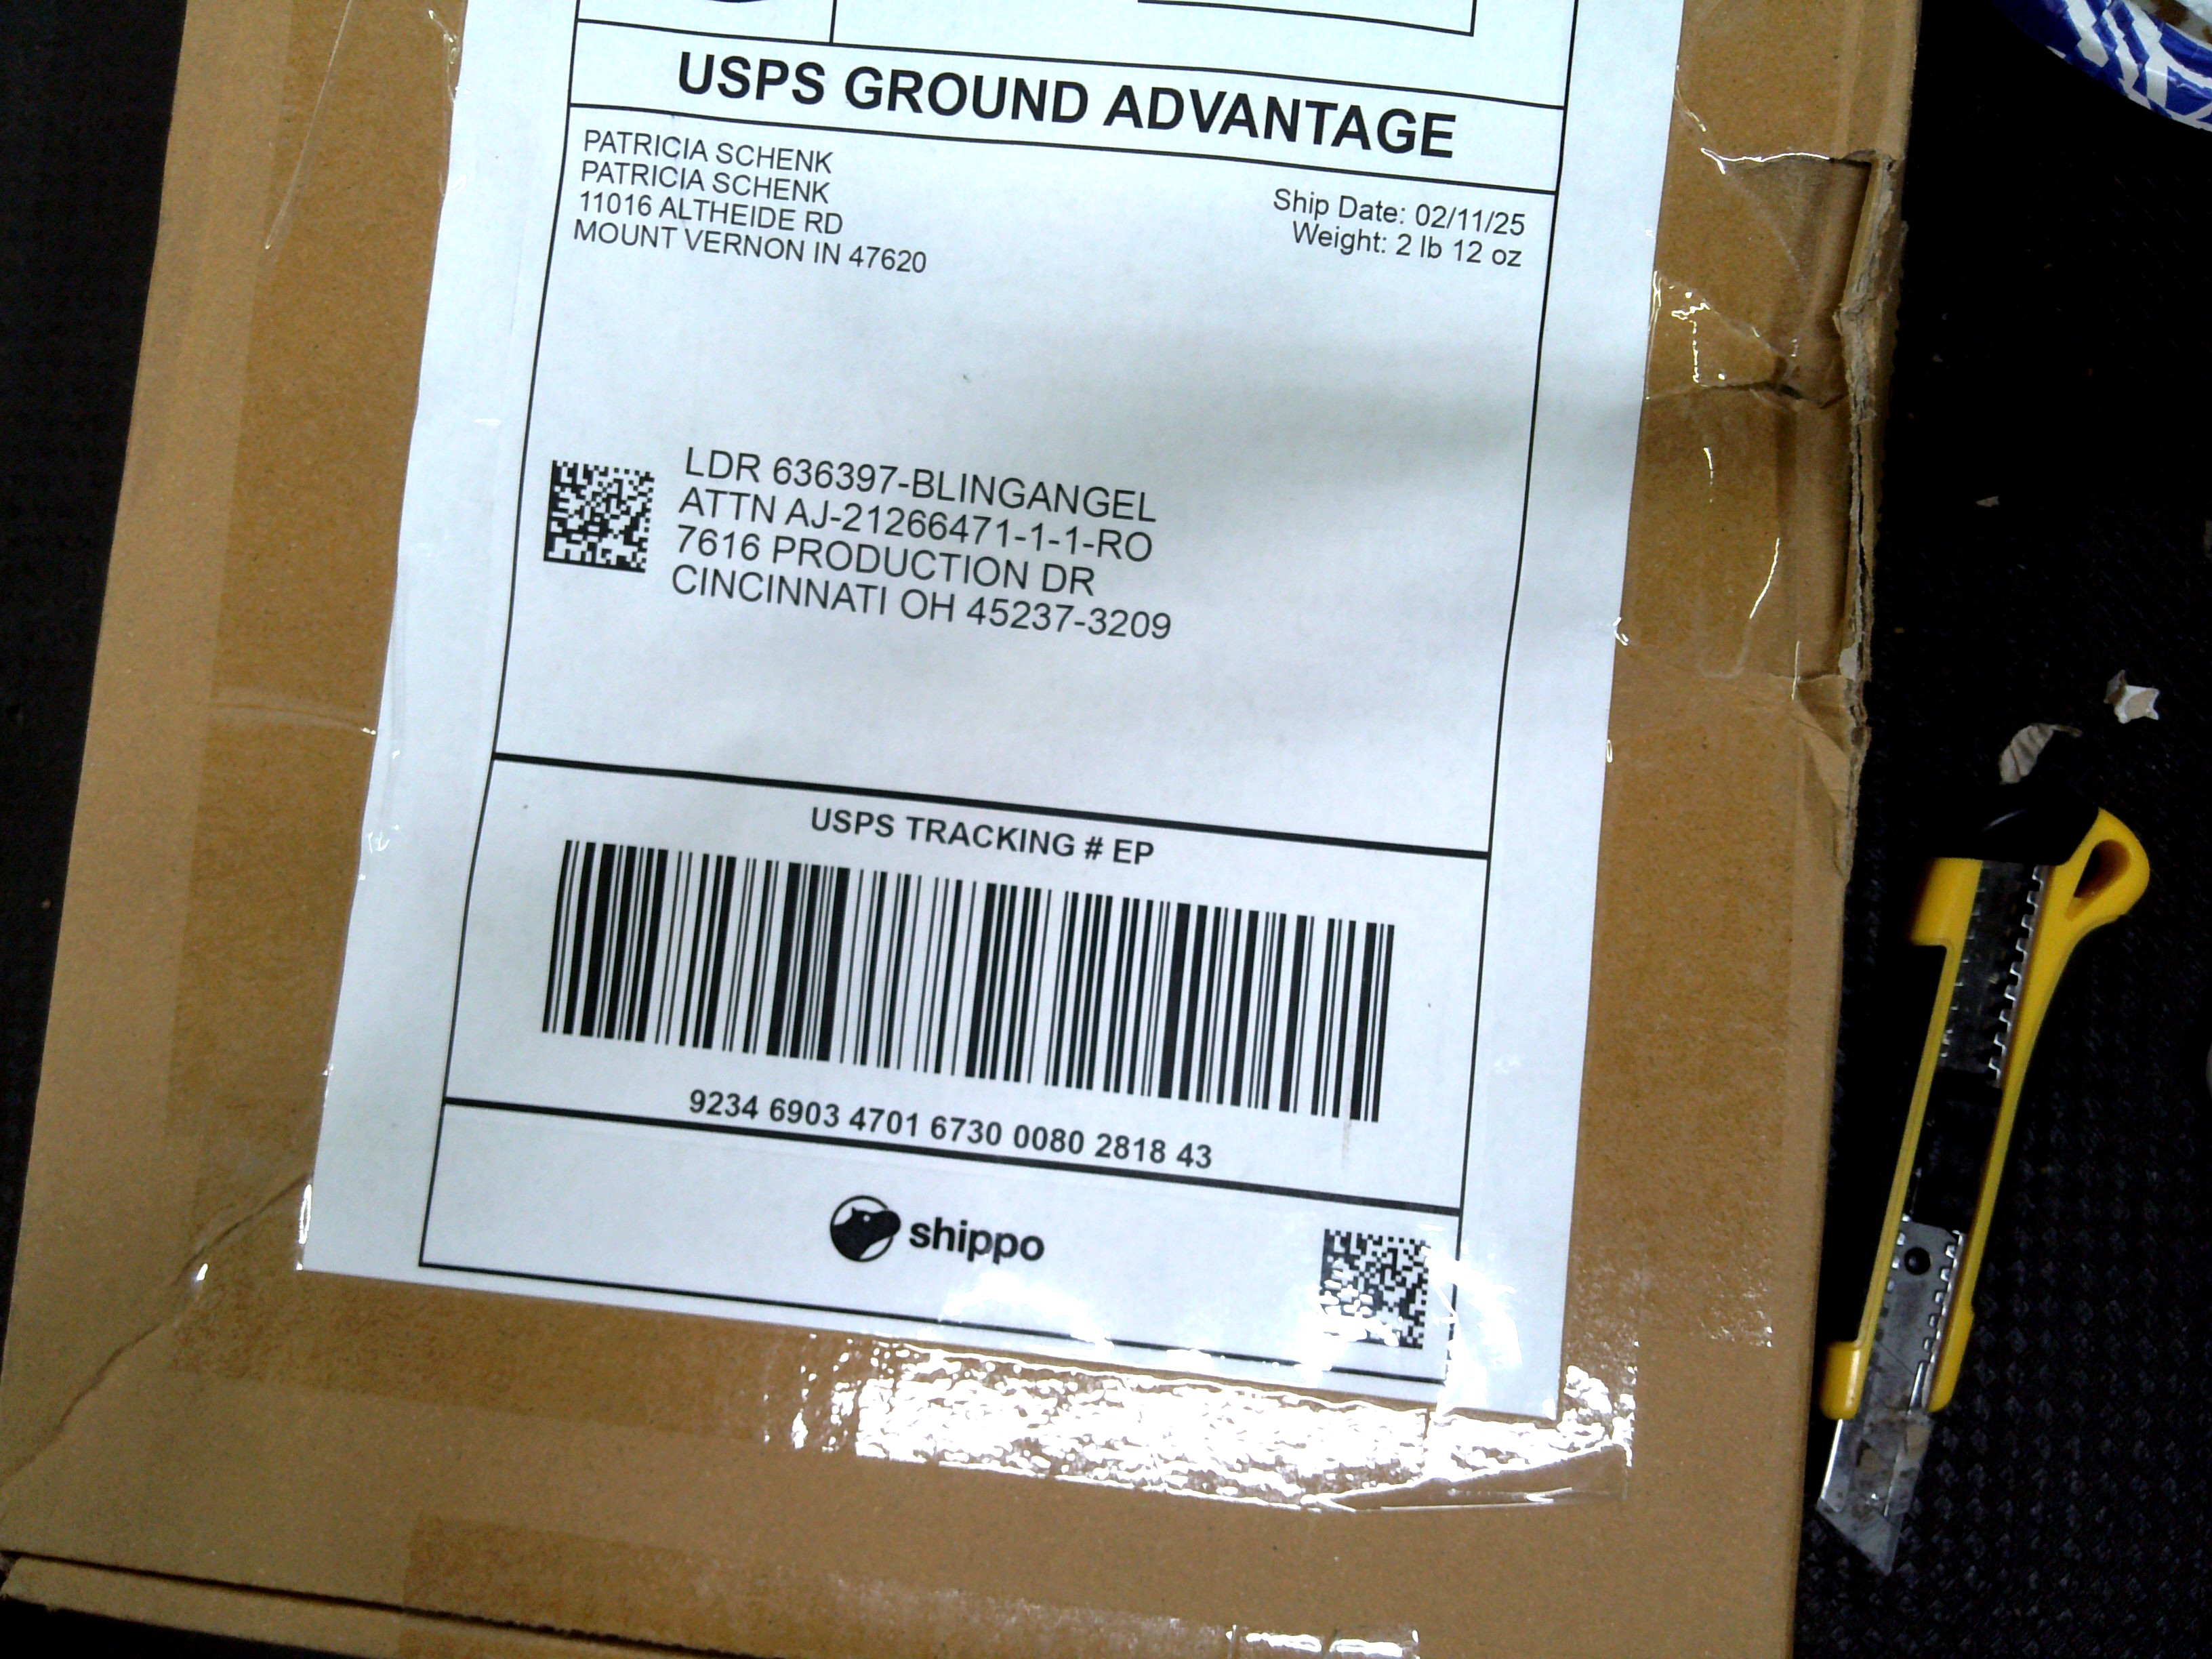 USPS GROUND ADVANTAGE
PATRICIA SCHENK
PATRICIA SCHENK
11016 ALTHEIDE RD
MOUNT VERNON IN 47620
Ship Date: 02/11/25
Weight: 2 lb 12 oz
LDR 636397-BLINGANGEL
ATTN AJ-21266471-1-1-RO
7616 PRODUCTION DR
CINCINNATI OH 45237-3209
USPS TRACKING # EP
9234 6903 4701 6730 0080 2818 43
shippo